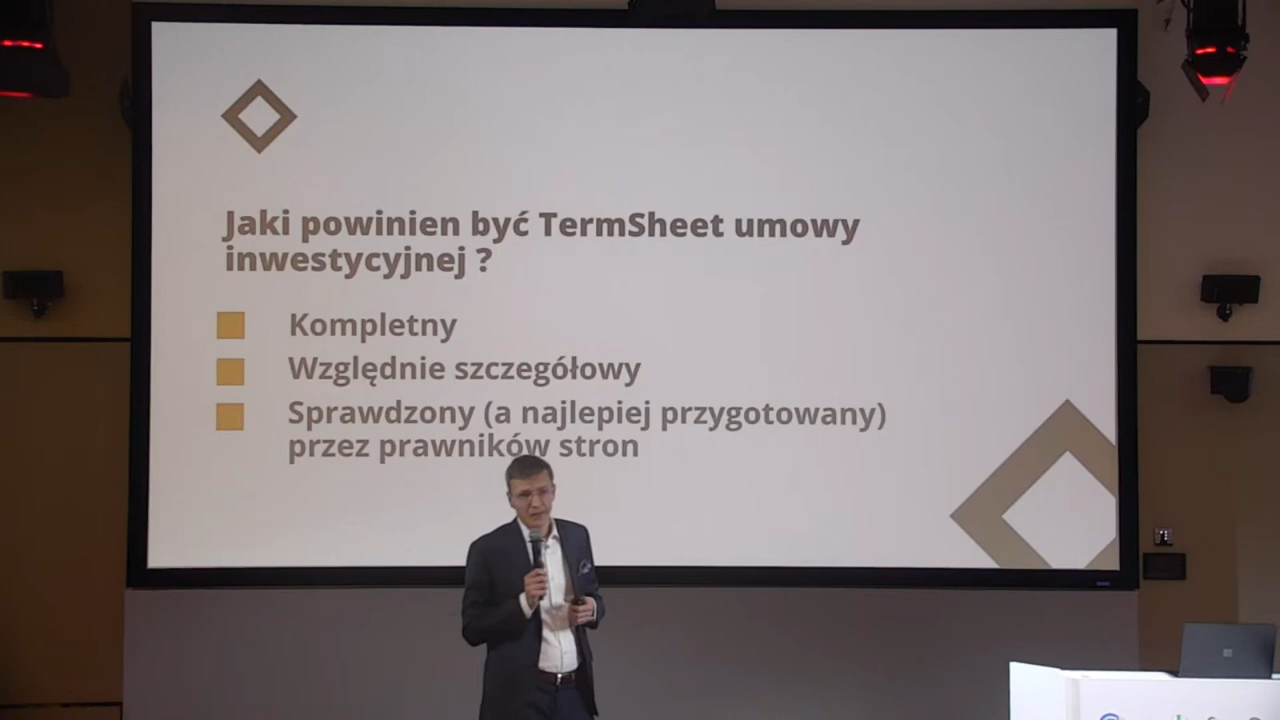 Jaki powinien być TermSheet umowy
inwestycyjnej ?
Kompletny
Względnie szczegółowy
Sprawdzony (a najlepiej przygotowany)
przez prawników stron